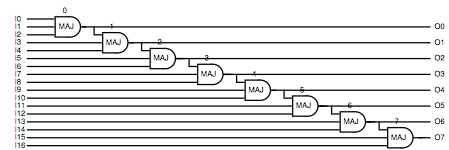 0
I0
I1 MAJ O0
I2 1
I3 MAJ O1
I4 2
I5 MAJ O2
I6 3
I7 MAJ O3
I8 4
I9 MAJ O4
I10 5
I11 MAJ O5
I12 6
I13 MAJ O6
I14 7
I15 MAJ O7
I16